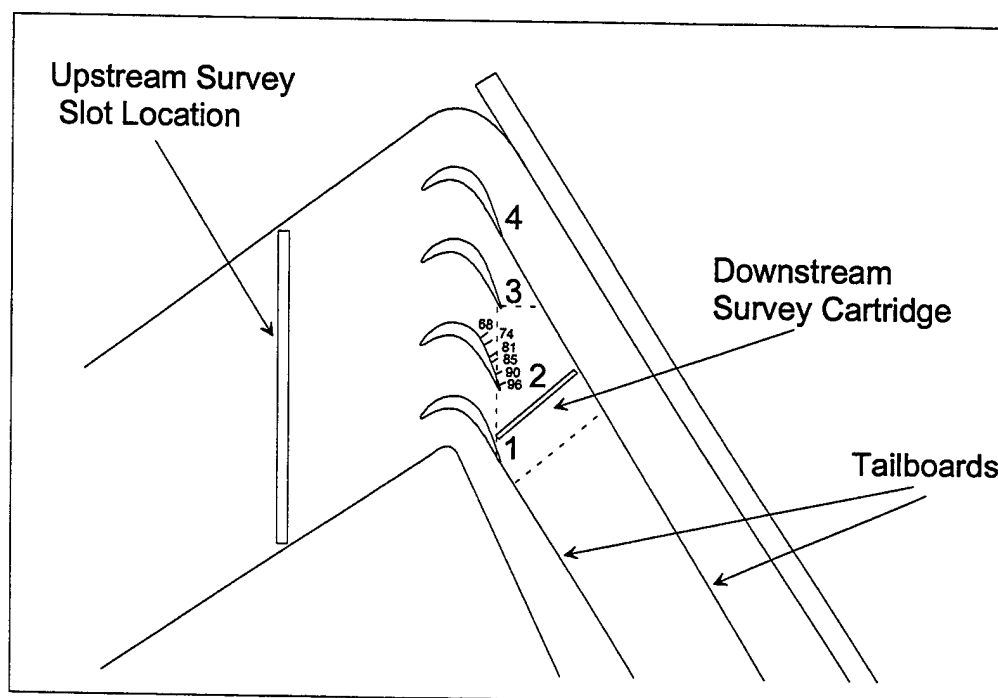 Upstream Survey
Slot Location
4
3
Downstream
Survey Cartridge
68
74
81
85
90
96
2
1
Tailboards